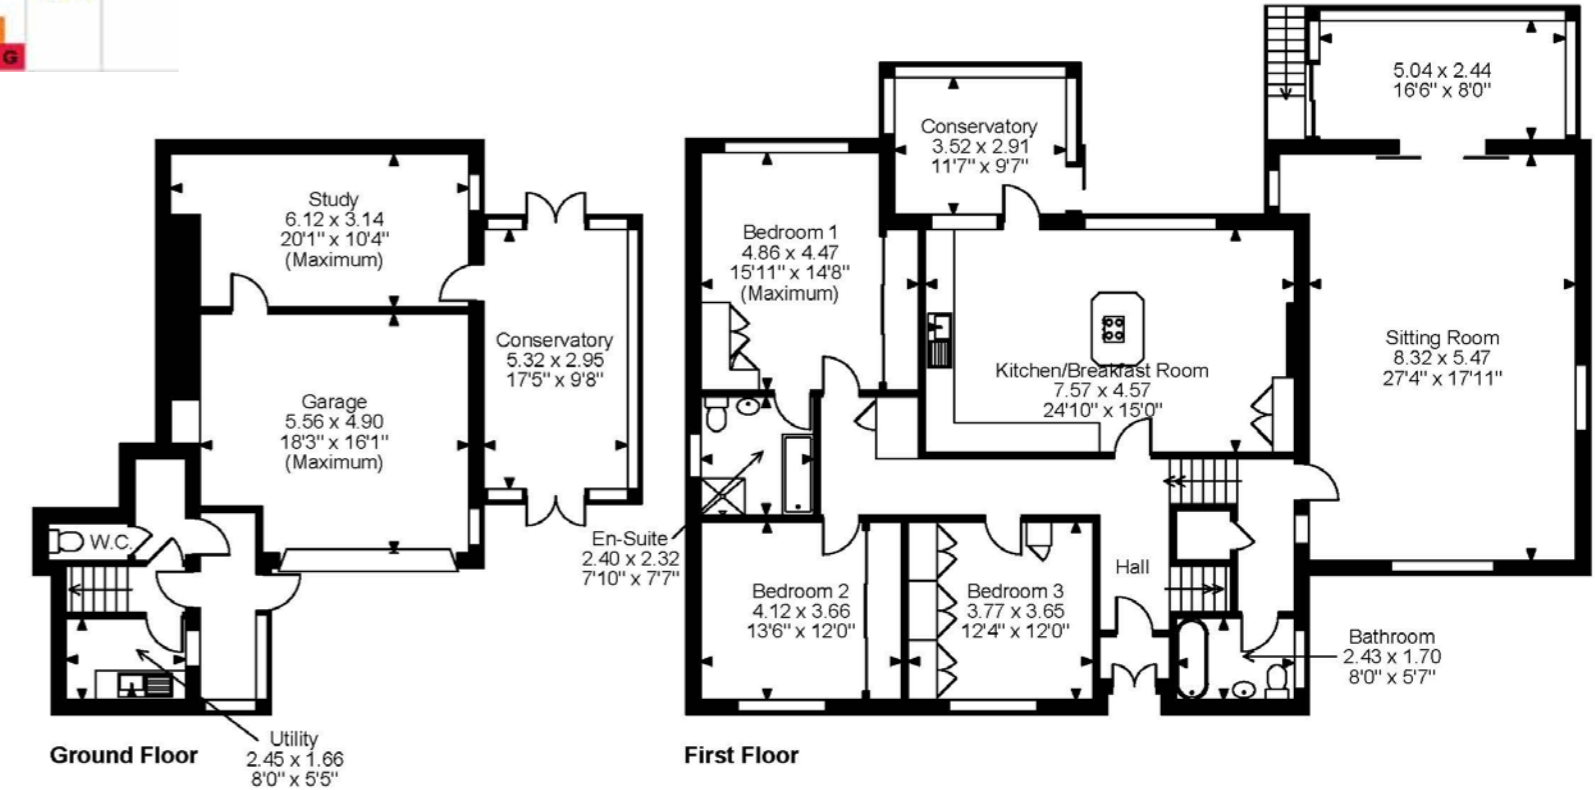 G
Study
6.12 x 3.14
20'1" x 10'4"
(Maximum)
Garage
5.56 x 4.90
18'3" x 16'1"
(Maximum)
Conservatory
5.32 x 2.95
17'5" x 9'8"
W.C.
Utility
2.45 x 1.66
8'0" x 5'5"
Ground Floor
Conservatory
3.52 x 2.91
11'7" x 9'7"
5.04 x 2.44
16'6" x 8'0"
Bedroom 1
4.86 x 4.47
15'11" x 14'8"
(Maximum)
Kitchen/Breakfast Room
7.57 x 4.57
24'10" x 15'0"
Sitting Room
8.32 x 5.47
27'4" x 17'11"
En-Suite
2.40 x 2.32
7'10" x 7'7"
Bedroom 2
4.12 x 3.66
13'6" x 12'0"
Bedroom 3
3.77 x 3.65
12'4" x 12'0"
Hall
Bathroom
2.43 x 1.70
8'0" x 5'7"
First Floor